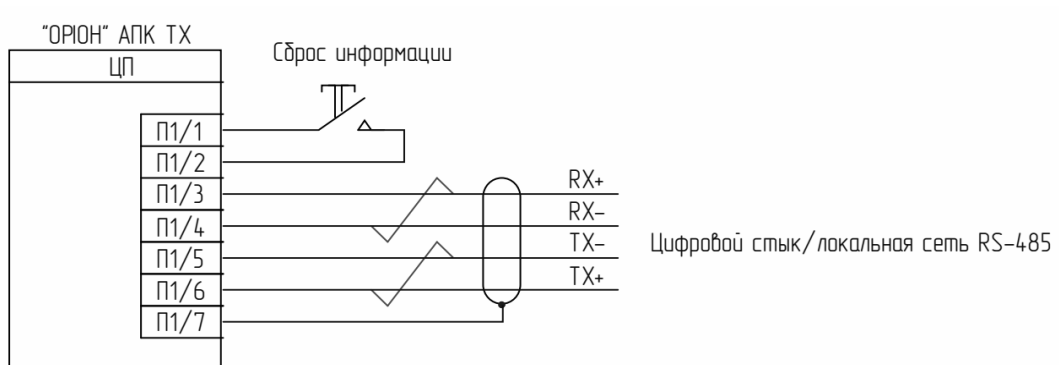 "ОРІОН" АПК ТХ
ЦП
Сброс информации
П1/1
П1/2
П1/3
RX+
П1/4
RX-
П1/5
TX-
Цифровой стык/локальная сеть RS-485
П1/6
TX+
П1/7